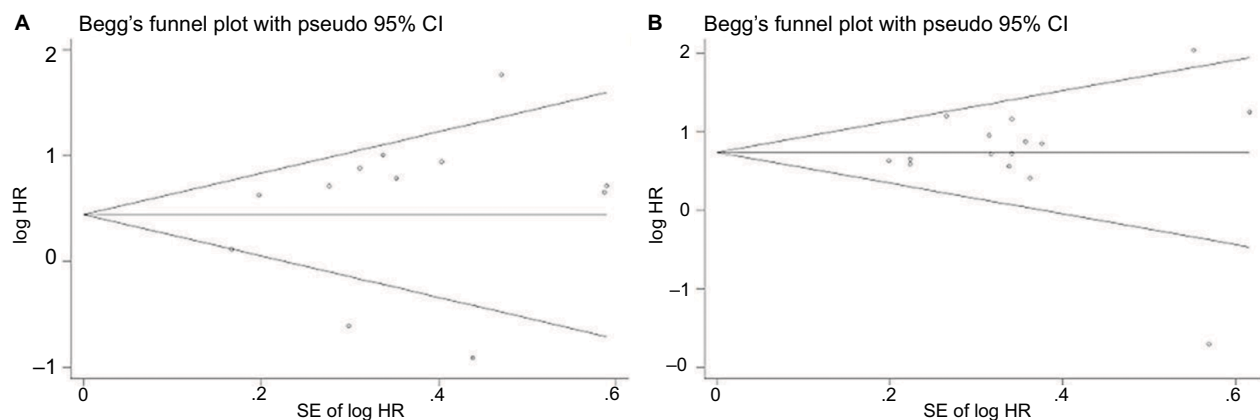 A Begg's funnel plot with pseudo 95% CI
2
1
0
–1
log HR
0 .2 .4 .6
SE of log HR
B Begg's funnel plot with pseudo 95% CI
2
1
0
–1
–0
log HR
0 .2 .4 .6
SE of log HR